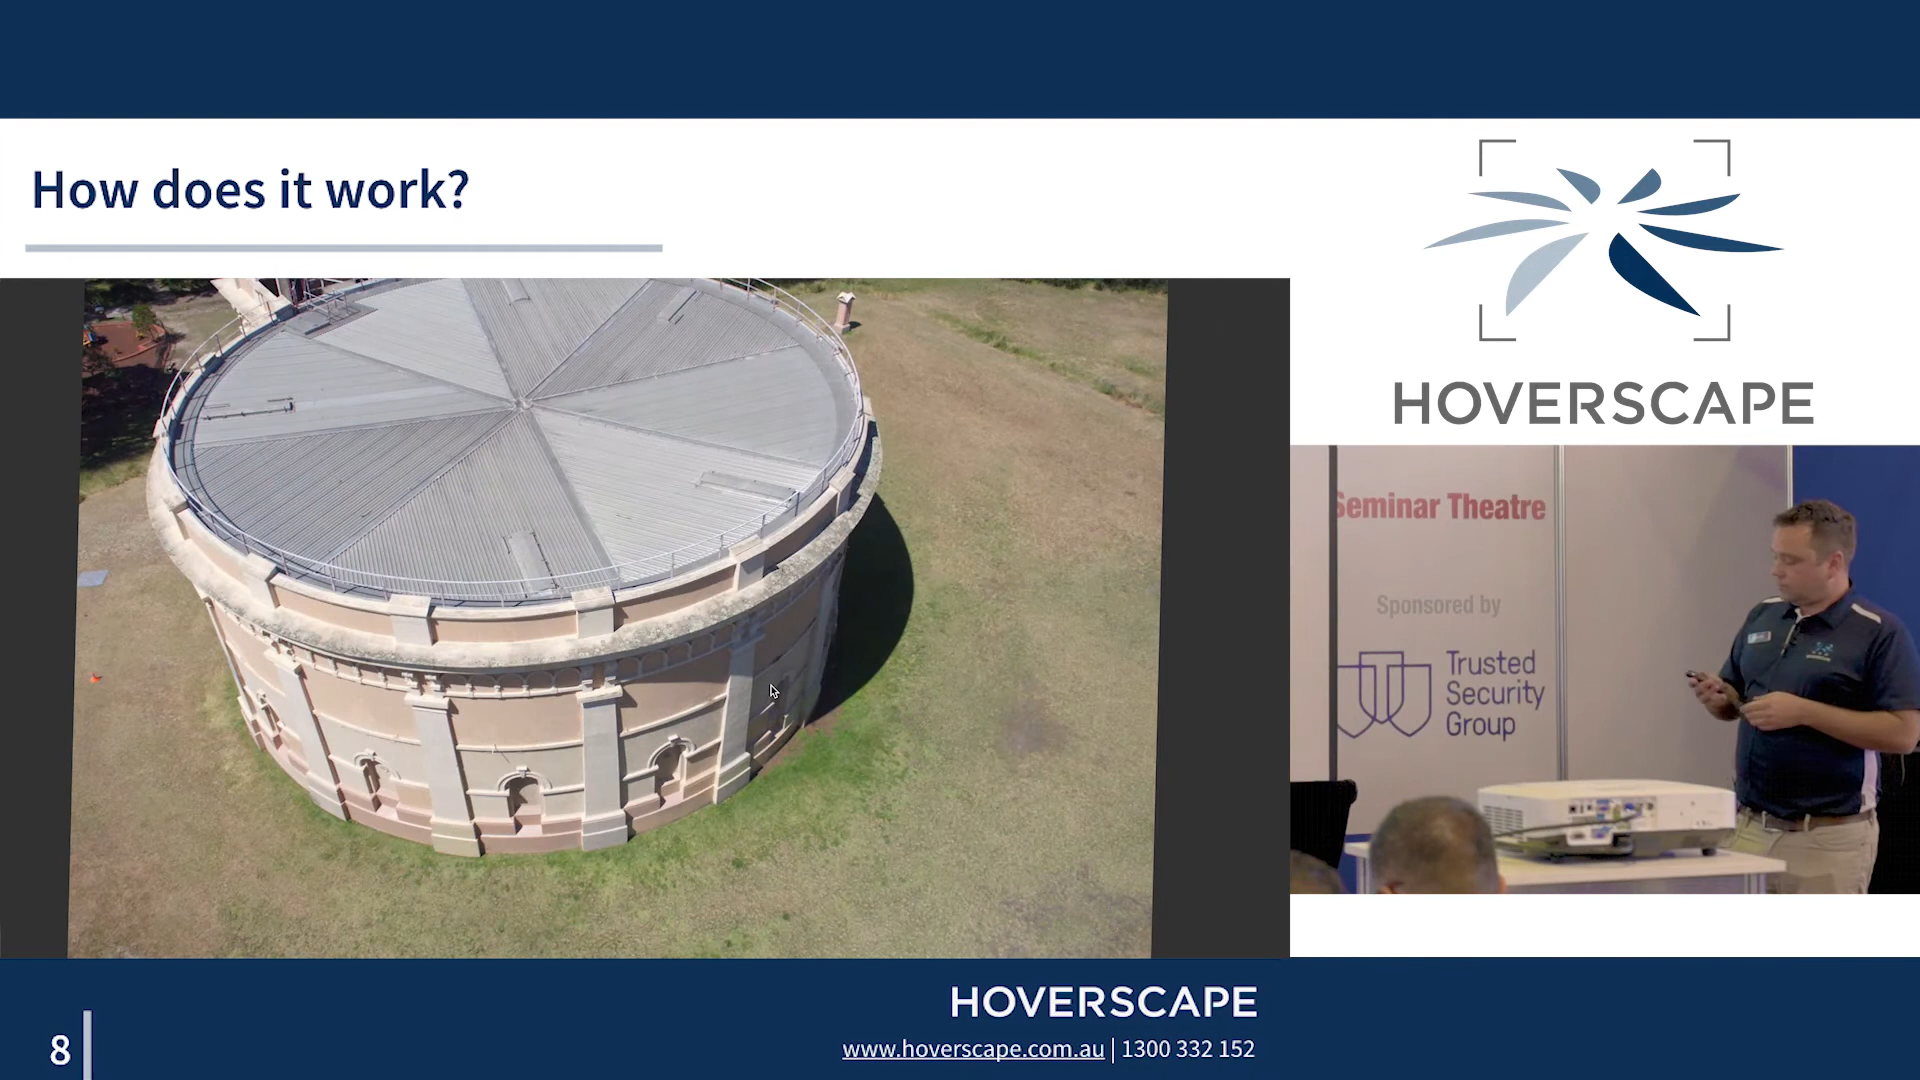 How does it work?
HOVERSCAPE
Seminar Theatre
Sponsored by
Trusted
Security
Group
HOVERSCAPE
www.hoverscape.com.au | 1300 332 152
8